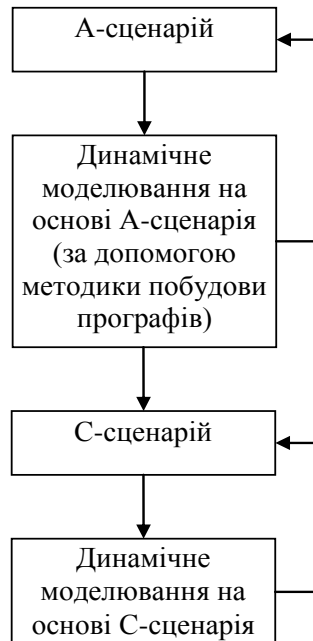 А-сценарій
Динамічне
моделювання на
основі А-сценарія
(за допомогою
методики побудови
прографів)
С-сценарій
Динамічне
моделювання на
основі С-сценарія